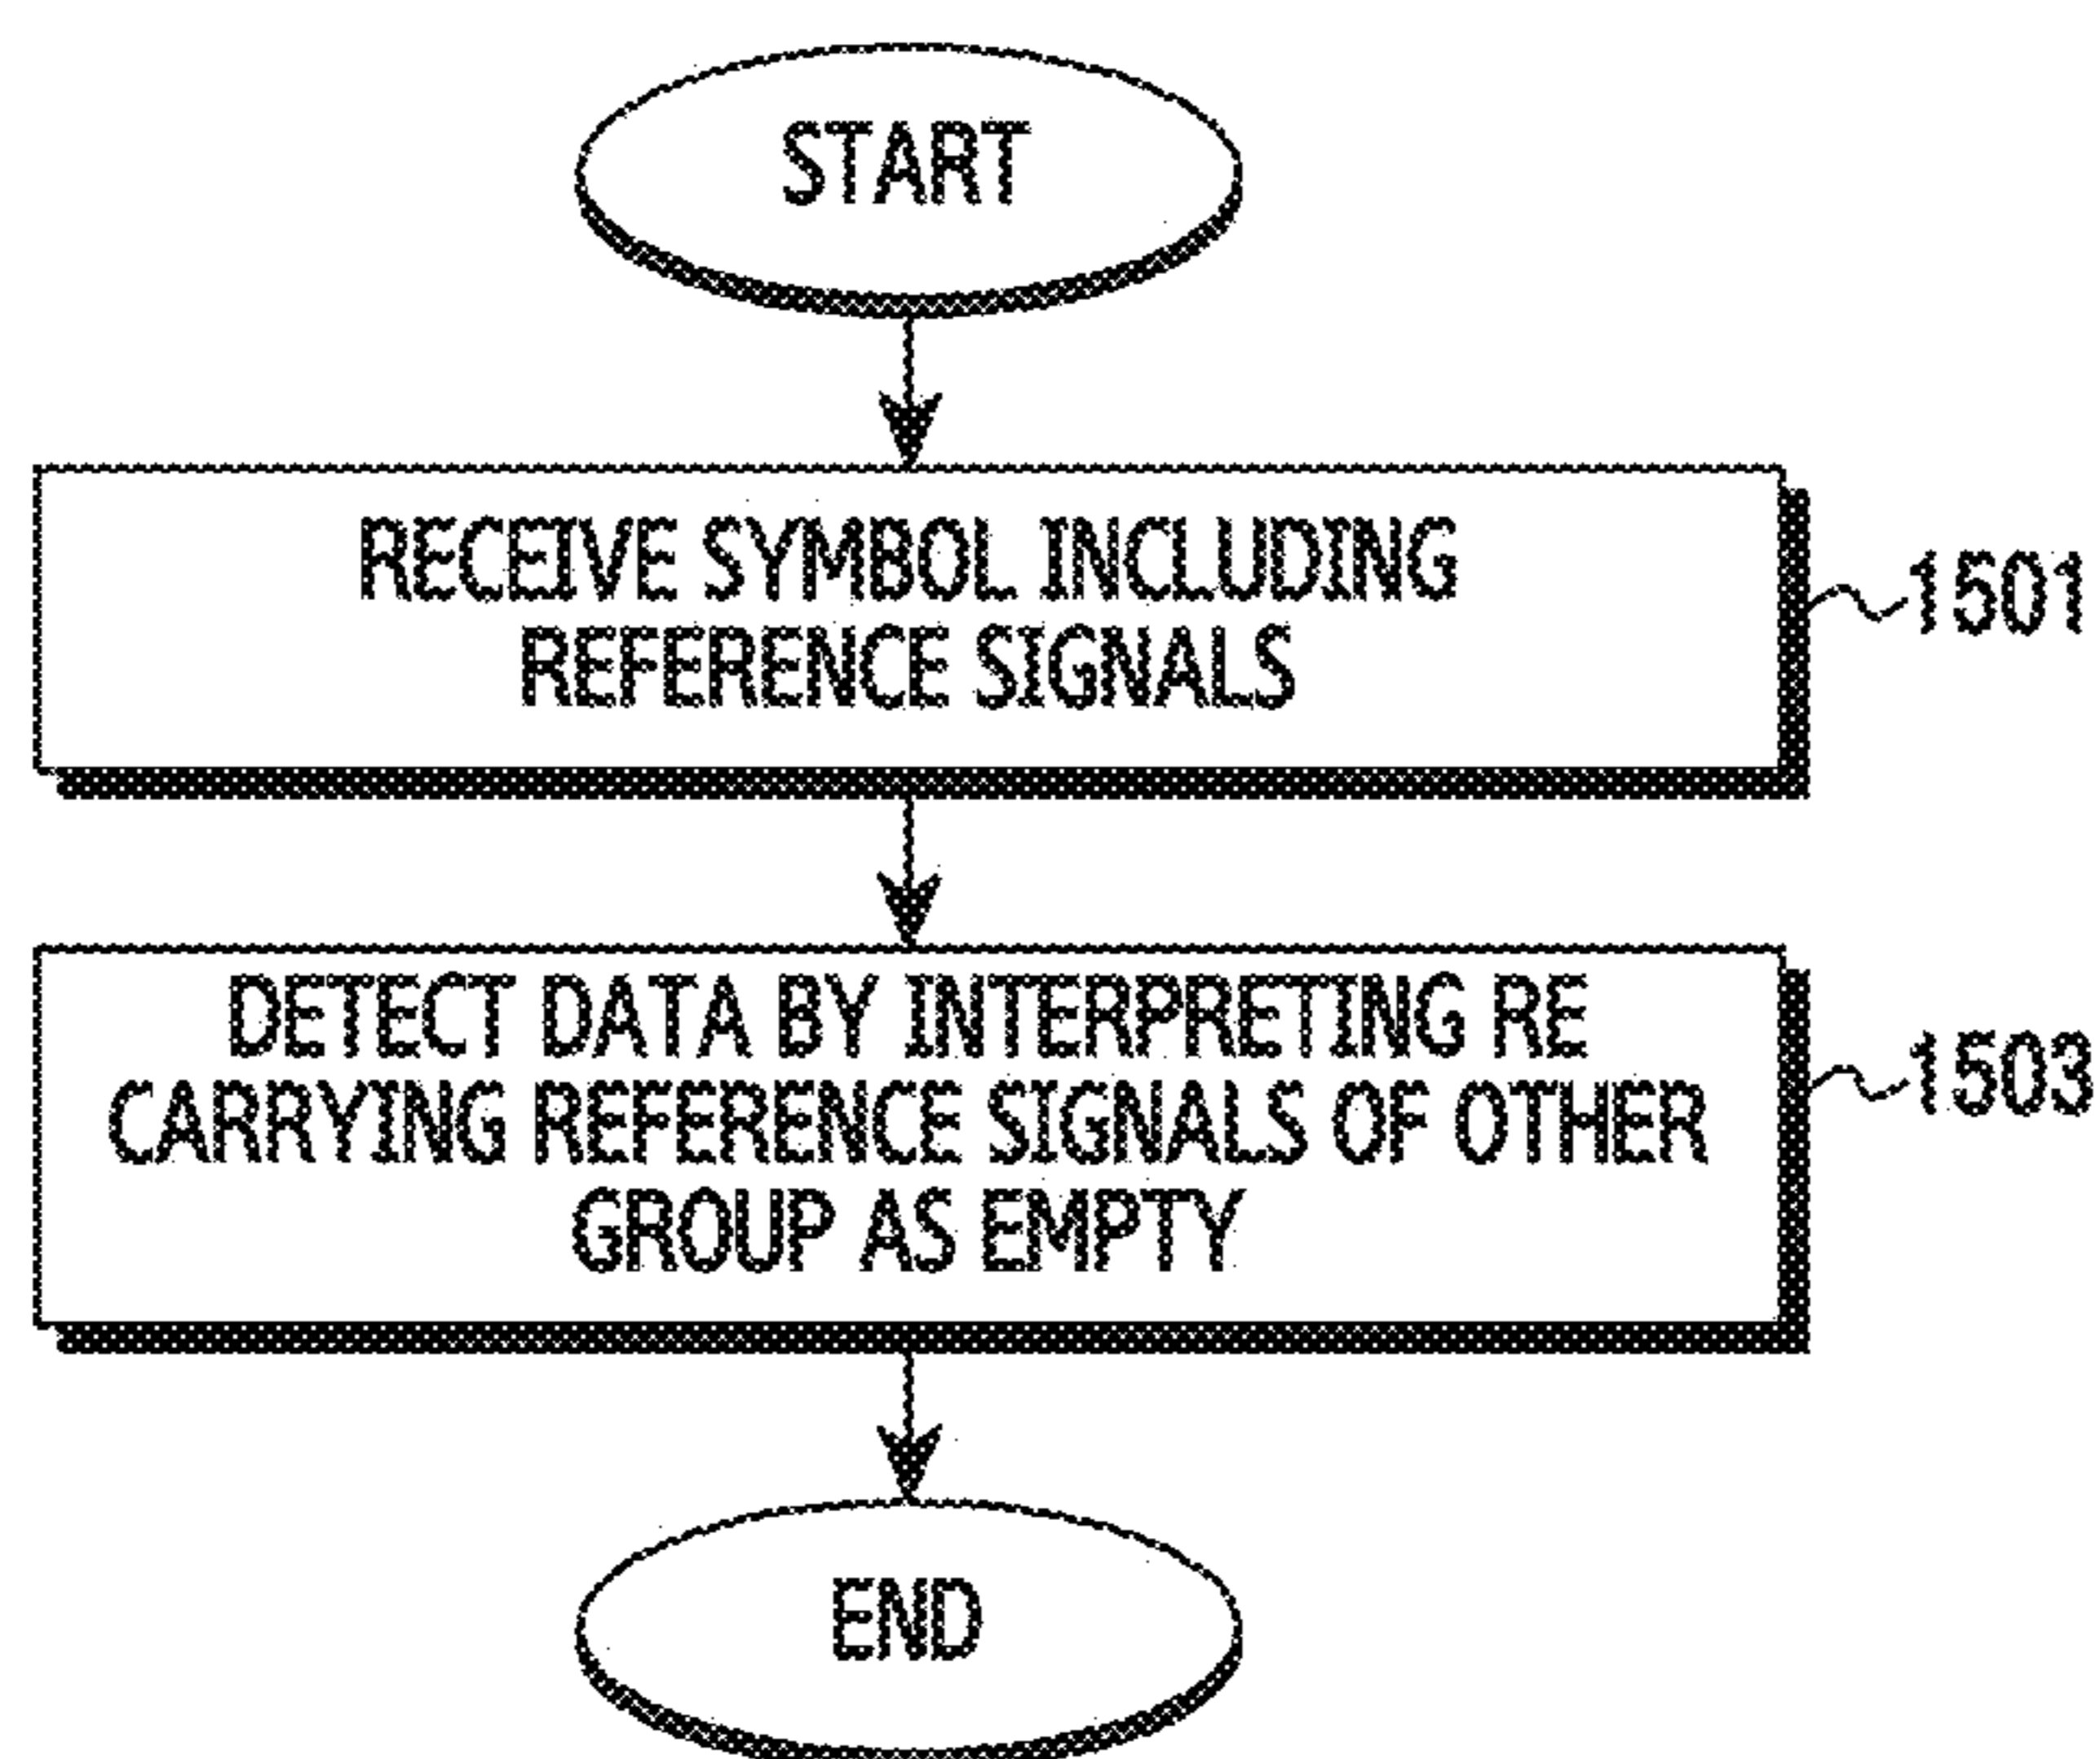 START
RECEIVE SYMBOL INCLUDING
REFERENCE SIGNALS
1501
DETECT DATA BY INTERPRETING RE
CARRYING REFERENCE SIGNALS OF OTHER
GROUP AS EMPTY
1503
END